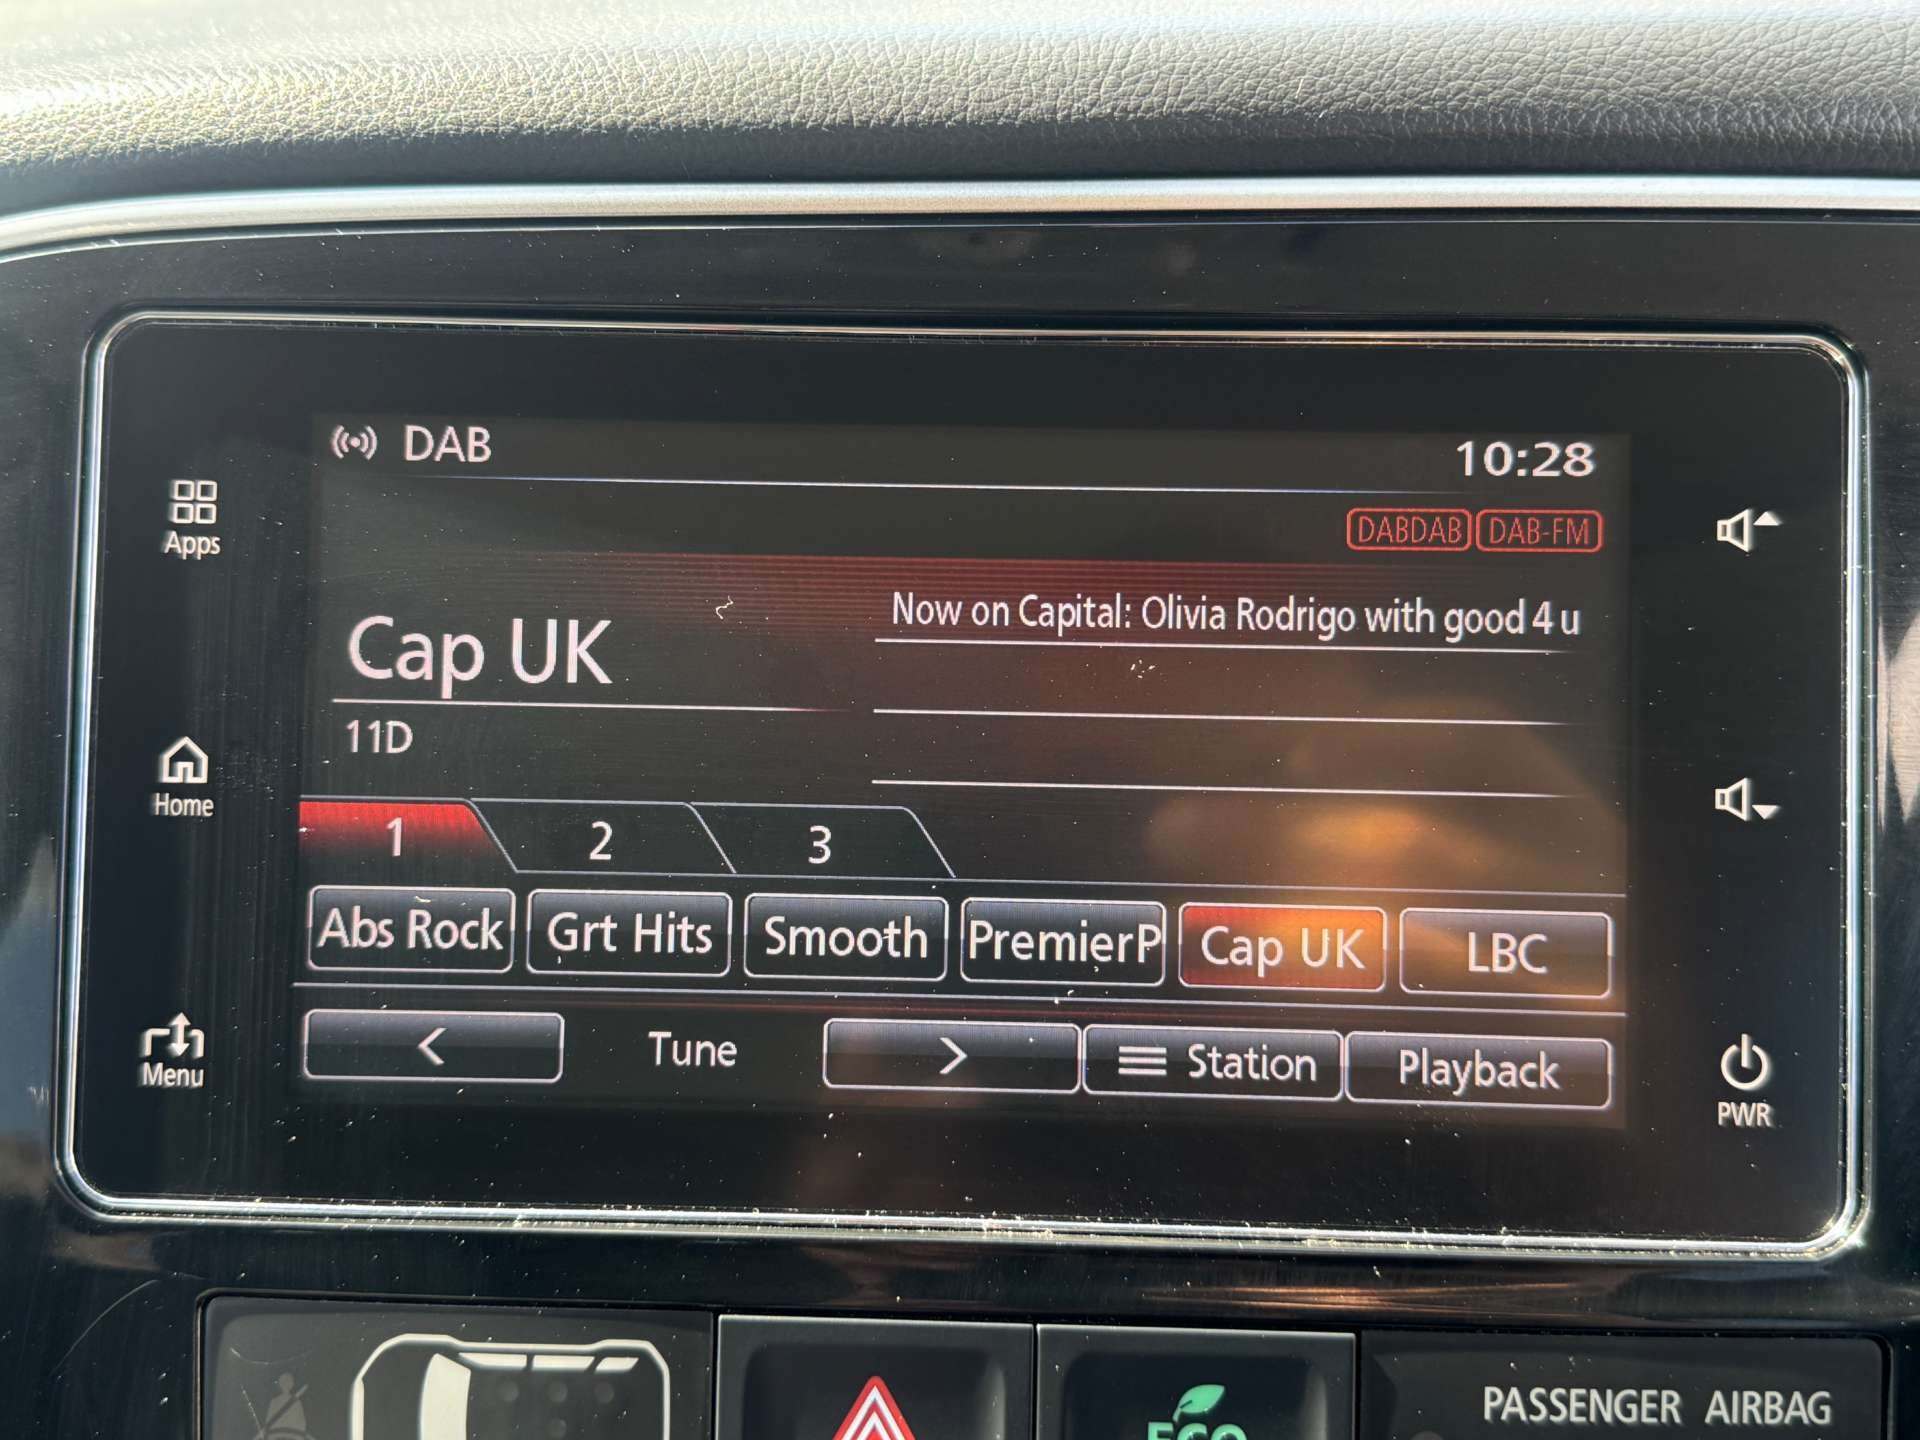 DAB
10:28
Apps
DABDAB DAB-FM
Now on Capital: Olivia Rodrigo with good 4 u
Cap UK
11D
Home
1 2 3
Abs Rock Grt Hits Smooth PremierP Cap UK LBC
< Tune > Station Playback
Menu
PWR
PASSENGER AIRBAG
ECO